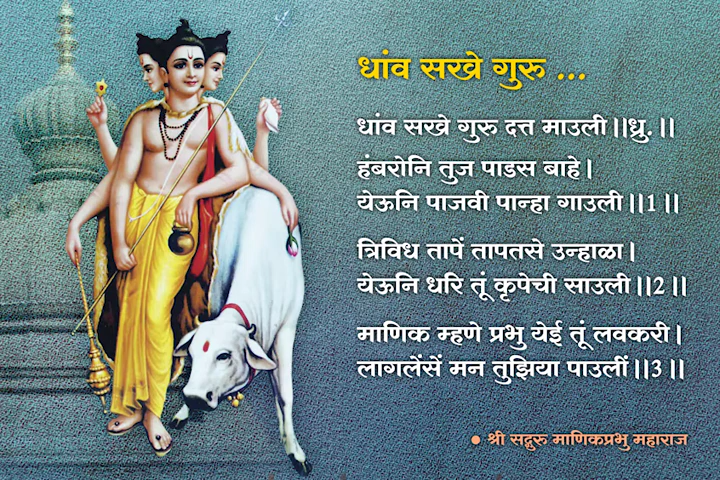 धांव सखे गुरु ...
धांव सखे गुरु दत्त माउली॥ध्रु.॥
हंबरोनि तुज पाडस बाहे।
येऊनि पाजवी पान्हा गाउली॥1॥
त्रिविध तापें तापतसे उन्हाळा।
येऊनि धरि तूं कृपेची साउली॥2॥
माणिक म्हणे प्रभु येई तूं लवकरी।
लागलेंसें मन तुझिया पाउलीं॥3॥
• श्री सद्गुरु माणिकप्रभु महाराज